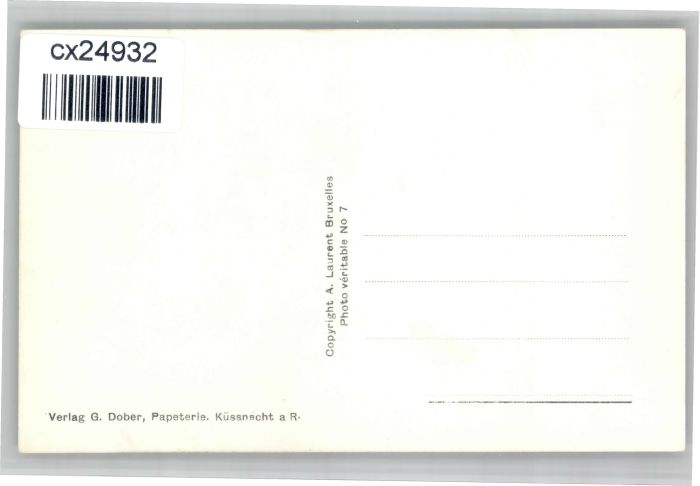 cx24932
Copyright A. Laurent Bruxelles
Photo véritable No 7
Verlag G. Dober, Papeterie. Küssnacht a R.